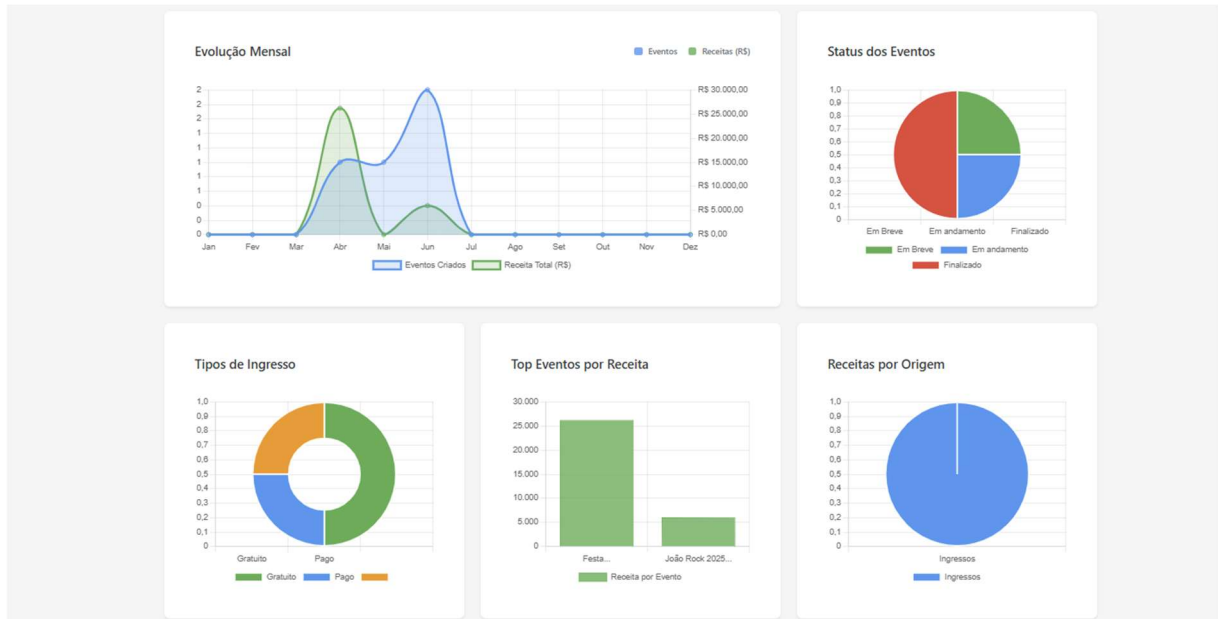 Evolução Mensal
Eventos Receitas (R$)
2
2
2
1
1
1
1
1
0
0
0
R$ 30.000,00
R$ 25.000,00
R$ 20.000,00
R$ 15.000,00
R$ 10.000,00
R$ 5.000,00
R$ 0,00
Jan Fev Mar Abr Mai Jun Jul Ago Set Out Nov Dez
Eventos Criados Receita Total (R$)
Status dos Eventos
1,0
0,9
0,8
0,7
0,6
0,5
0,4
0,3
0,2
0,1
0
Em Breve Em andamento Finalizado
Em Breve Em andamento
Finalizado
Tipos de Ingresso
1,0
0,9
0,8
0,7
0,6
0,5
0,4
0,3
0,2
0,1
0
Gratuito Pago
Gratuito Pago
Top Eventos por Receita
30.000
25.000
20.000
15.000
10.000
5.000
0
Festa... João Rock 2025...
Receita por Evento
Receitas por Origem
1,0
0,9
0,8
0,7
0,6
0,5
0,4
0,3
0,2
0,1
0
Ingressos
Ingressos